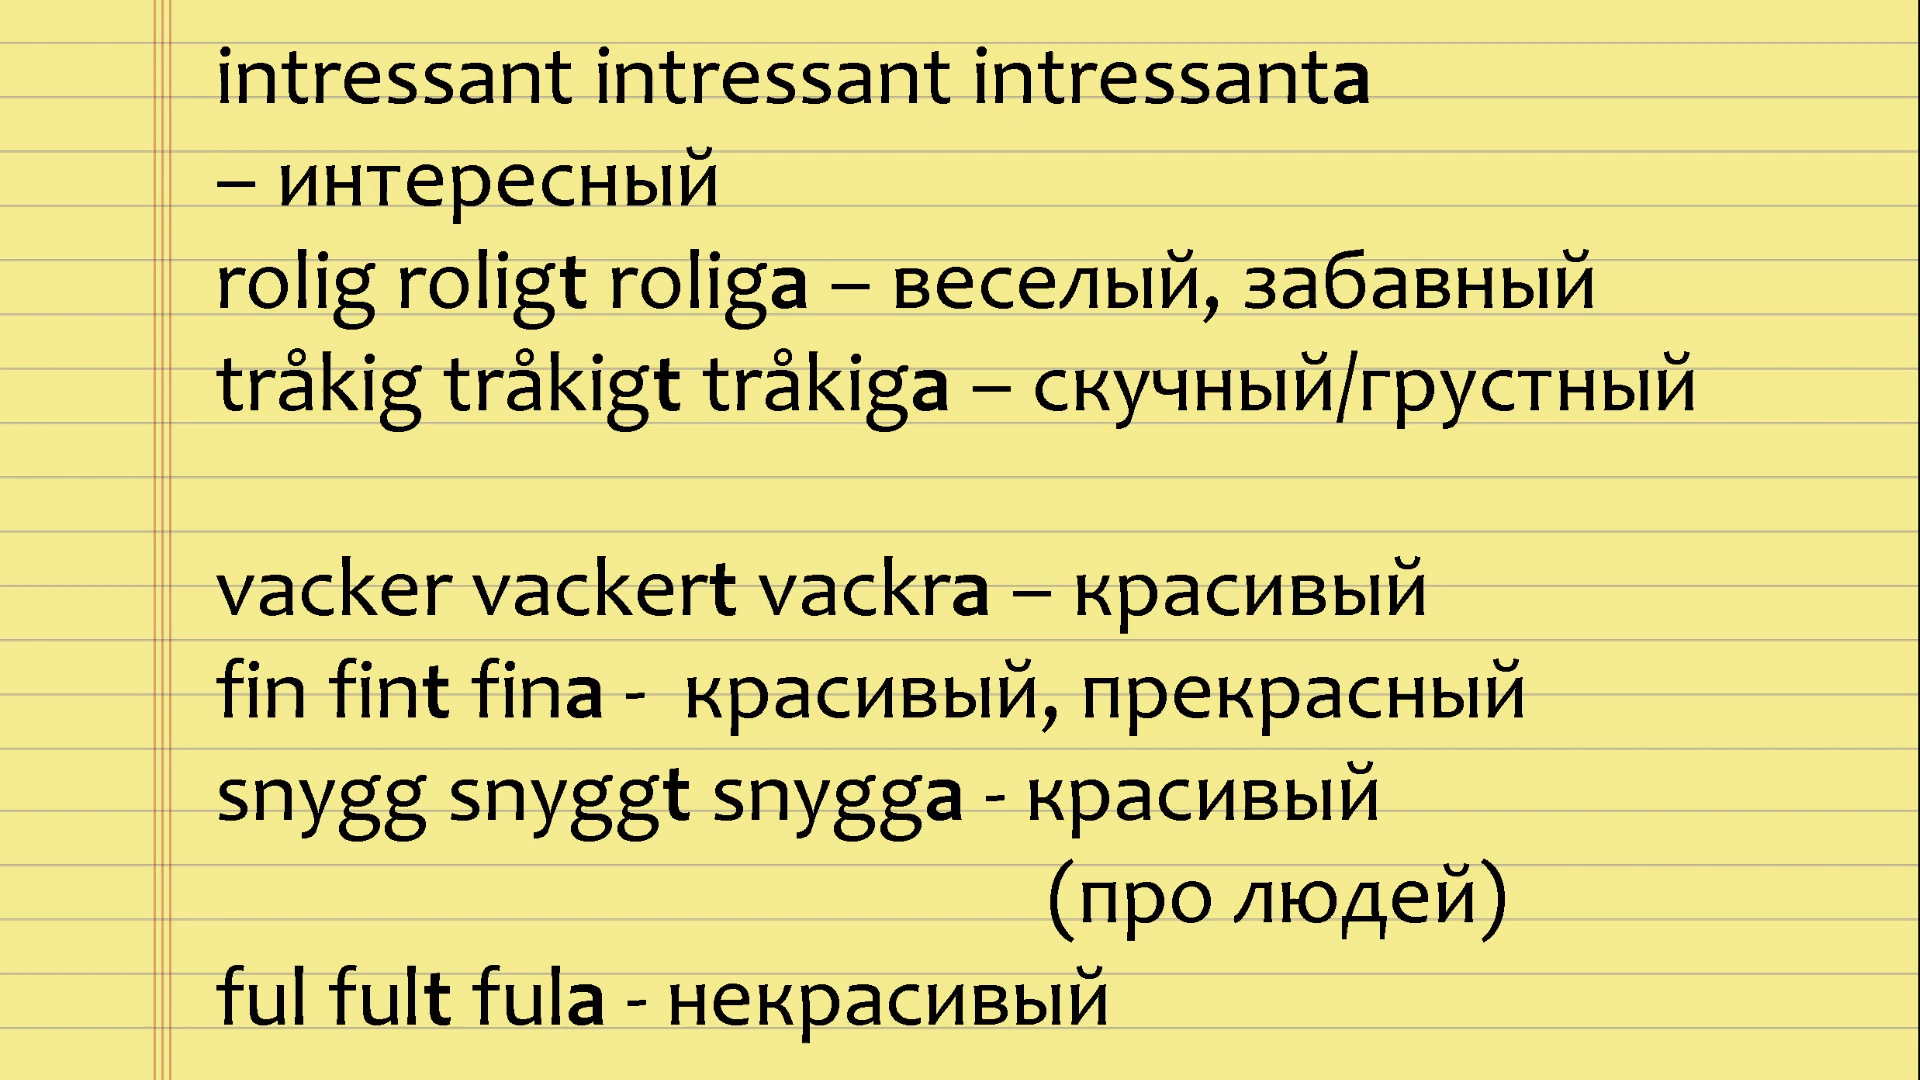 intressant intressant intressanta
– интересный
rolig roligt roliga – веселый, забавный
tråkig tråkigt tråkiga – скучный/грустный
vacker vackert vackra – красивый
fin fint fina - красивый, прекрасный
snygg snyggt snygga - красивый
(про людей)
ful fult fula - некрасивый